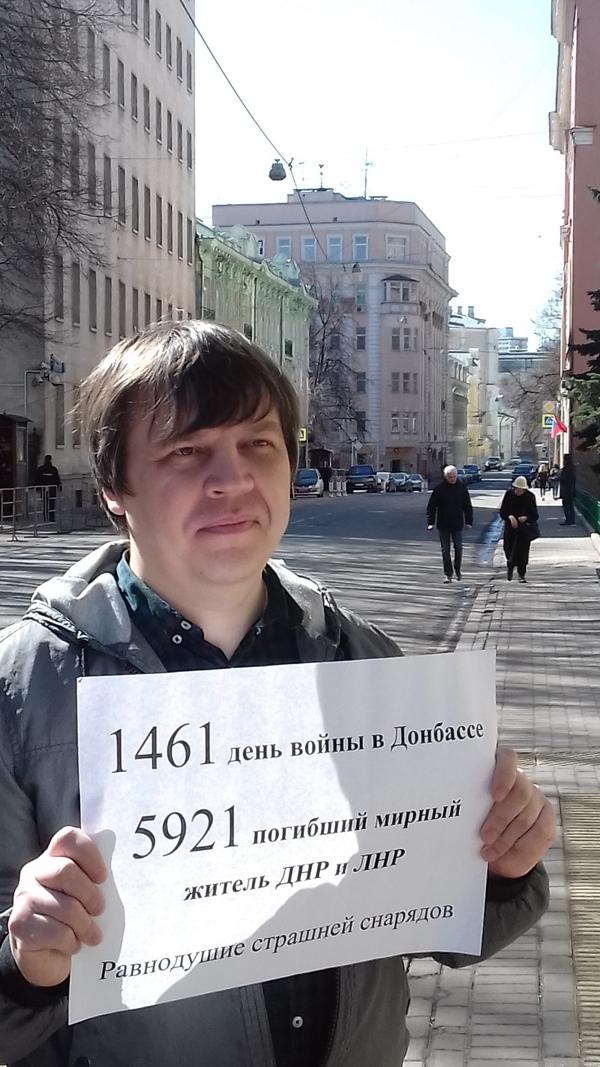 1461 день войны в Донбассе
5921 погибший мирный
житель ДНР и ЛНР
Равнодушие страшней снарядов